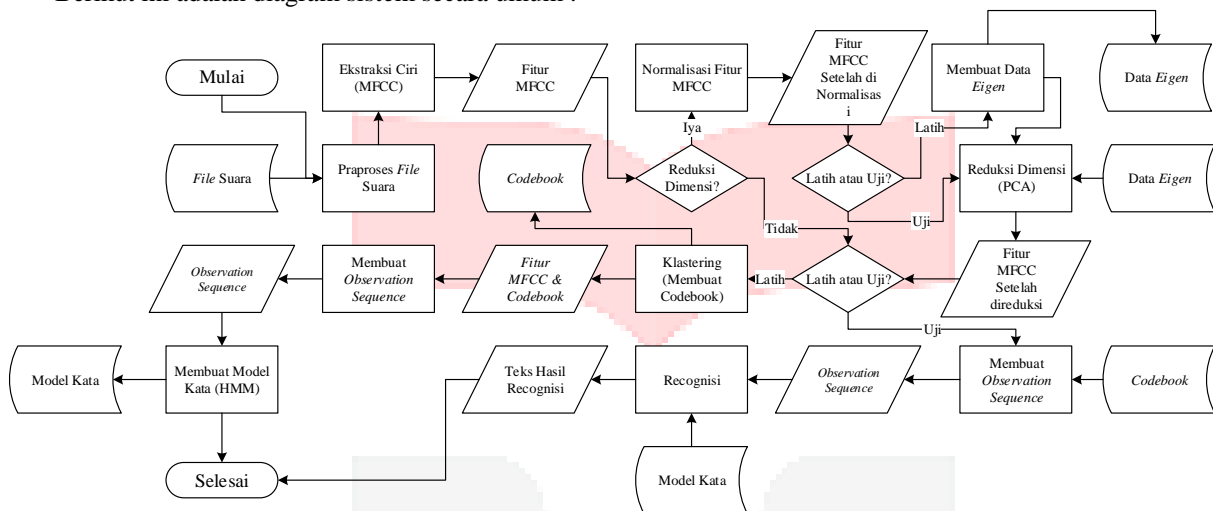 Berikut ini adalah diagram sistem secara umum :
Mulai
Ekstraksi Ciri
(MFCC)
Fitur
MFCC
Normalisasi Fitur
MFCC
Fitur
MFCC
Setelah di
Normalisas
i
Membuat Data
Eigen
Data Eigen
Iya
Latih
File Suara
Praproses File
Suara
Codebook
Reduksi
Dimensi?
Latih atau Uji?
Reduksi Dimensi
(PCA)
Data Eigen
Tidak
Uji
Observation
Sequence
Membuat
Observation
Sequence
Fitur
MFCC &
Codebook
Klastering
(Membuat
Codebook)
Latih
Latih atau Uji?
Fitur
MFCC
Setelah
direduksi
Uji
Model Kata
Membuat Model
Kata (HMM)
Teks Hasil
Recognisi
Recognisi
Observation
Sequence
Membuat
Observation
Sequence
Codebook
Selesai
Model Kata